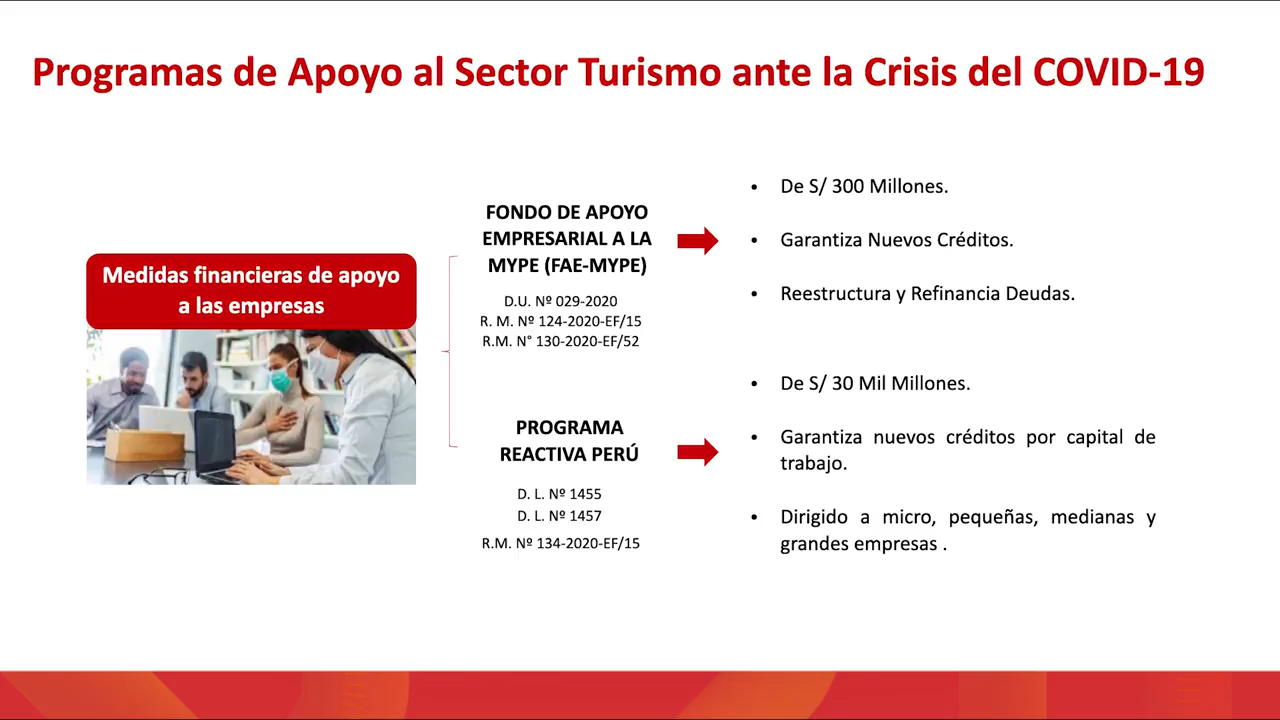 Programas de Apoyo al Sector Turismo ante la Crisis del COVID-19
Medidas financieras de apoyo
a las empresas
FONDO DE APOYO
EMPRESARIAL A LA
MYPE (FAE-MYPE)
D.U. Nº 029-2020
R. M. Nº 124-2020-EF/15
R.M. N° 130-2020-EF/52
• De S/ 300 Millones.
• Garantiza Nuevos Créditos.
• Reestructura y Refinancia Deudas.
PROGRAMA
REACTIVA PERÚ
D. L. Nº 1455
D. L. Nº 1457
R.M. Nº 134-2020-EF/15
• De S/ 30 Mil Millones.
• Garantiza nuevos créditos por capital de
trabajo.
• Dirigido a micro, pequeñas, medianas y
grandes empresas .